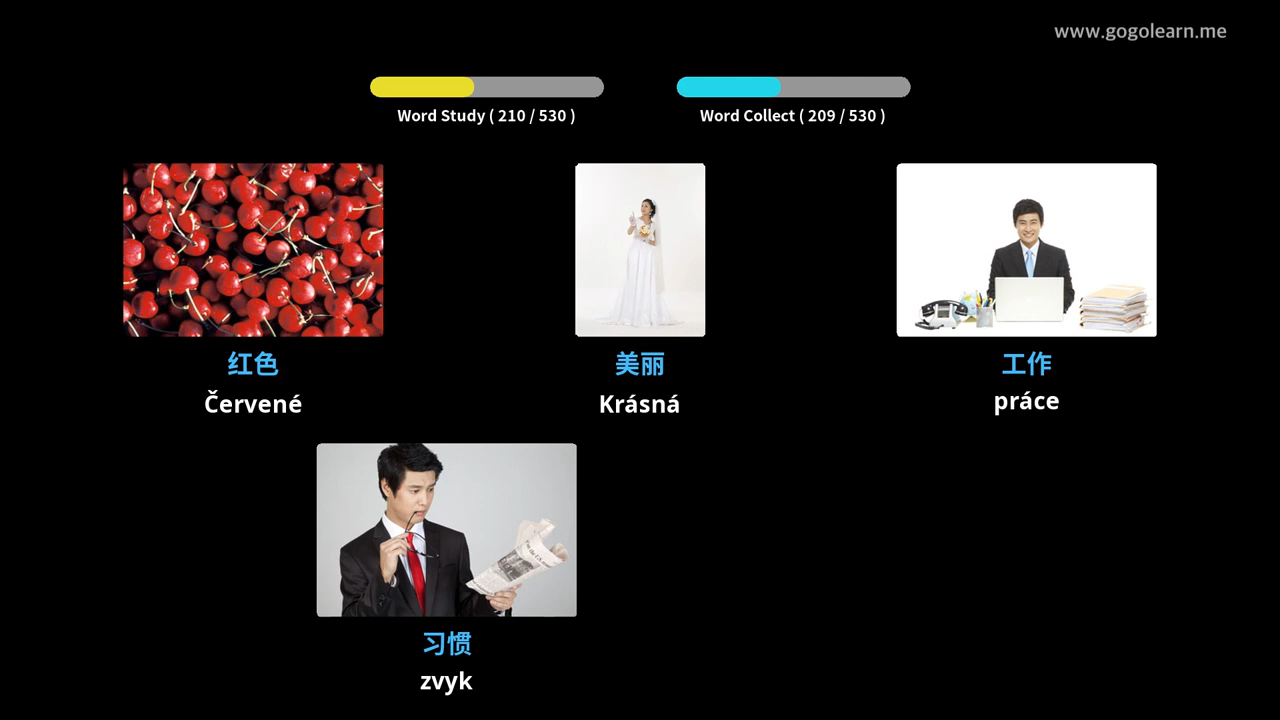 www.gogolearn.me
Word Study ( 210 / 530 )
Word Collect ( 209 / 530 )
红色
Červené
美丽
Krásná
工作
práce
习惯
zvyk